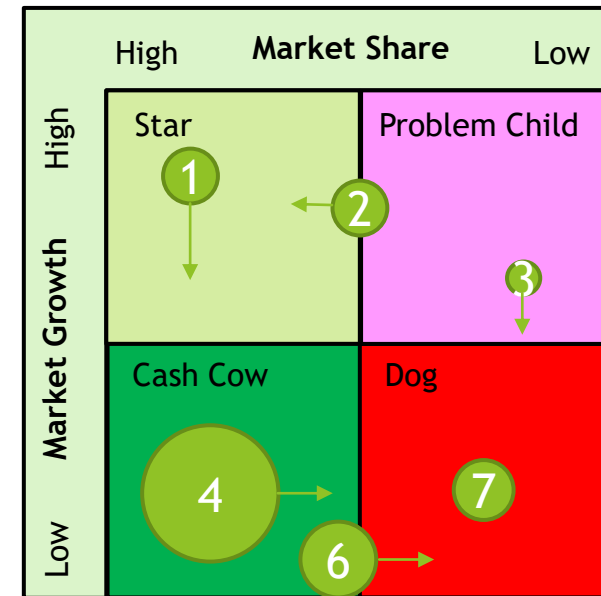 High Market Share Low
High
Market Growth
Low
Star
Problem Child
1
2
3
Cash Cow
Dog
4
7
6